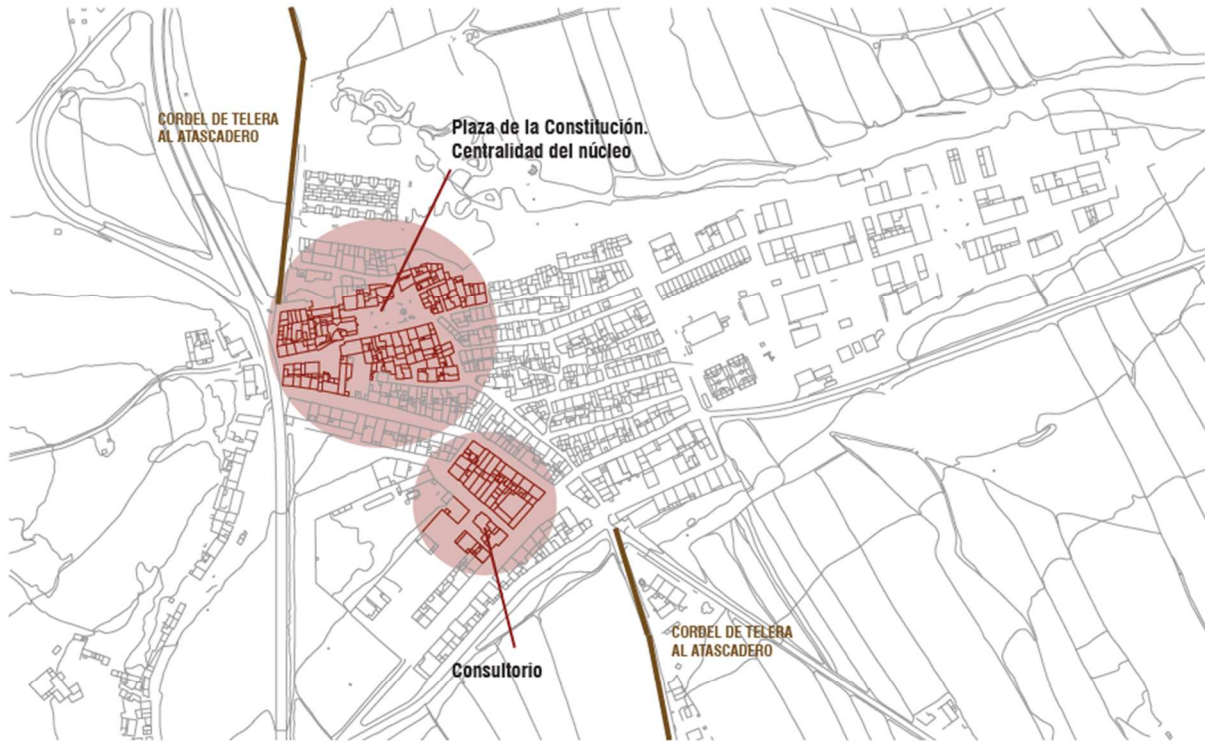 CORDEL DE TELERA
AL ATASCADERO
Plaza de la Constitución.
Centralidad del núcleo
CORDEL DE TELERA
AL ATASCADERO
Consultorio